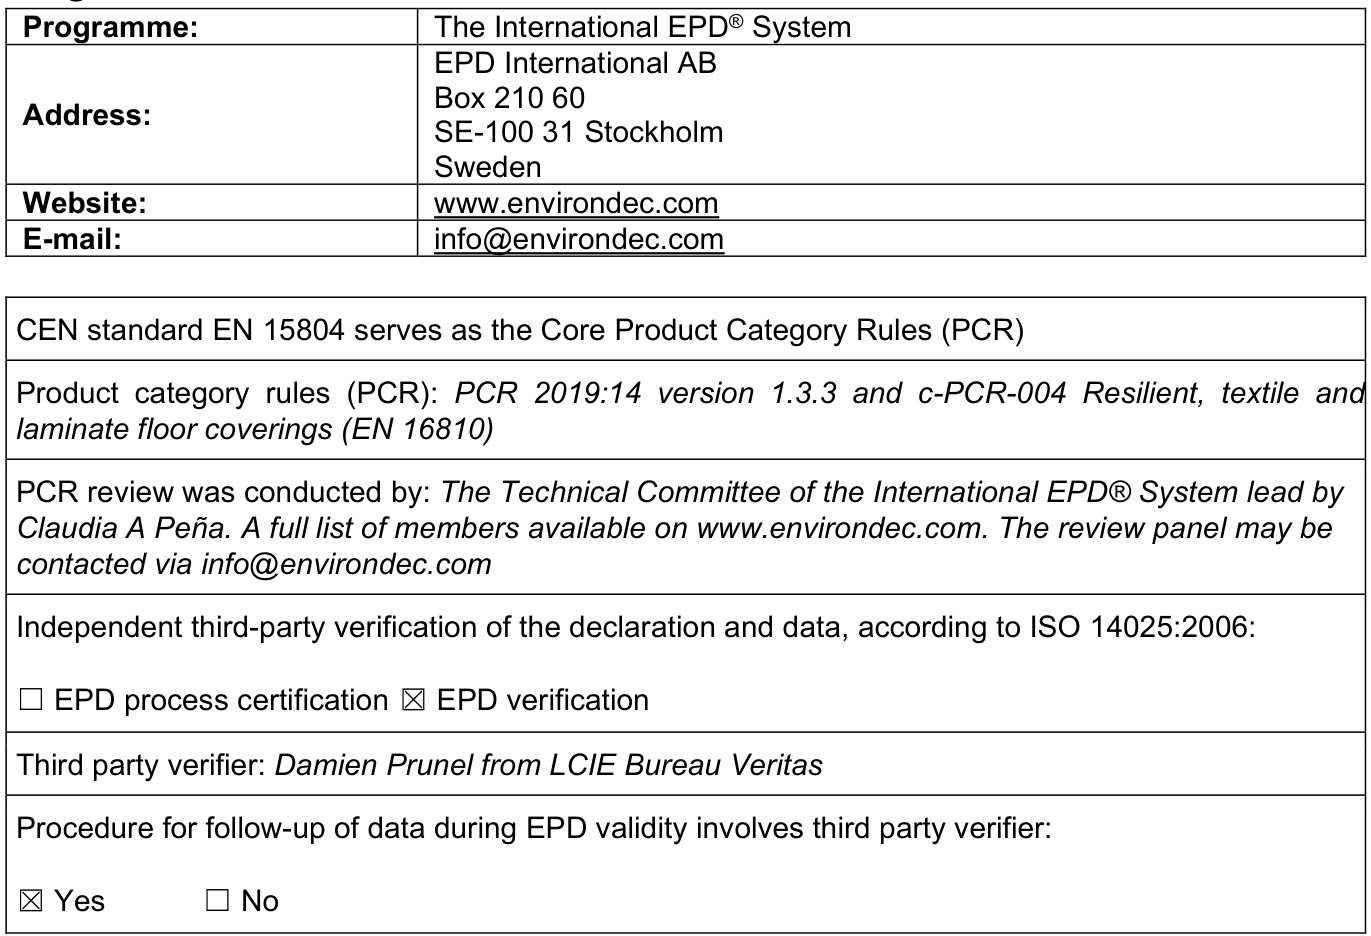 Programme: The International EPD® System
Address:
EPD International AB
Box 210 60
SE-100 31 Stockholm
Sweden
Website: www.environdec.com
E-mail: info@environdec.com
CEN standard EN 15804 serves as the Core Product Category Rules (PCR)
Product category rules (PCR): PCR 2019:14 version 1.3.3 and c-PCR-004 Resilient, textile and
laminate floor coverings (EN 16810)
PCR review was conducted by: The Technical Committee of the International EPD® System lead by
Claudia A Peña. A full list of members available on www.environdec.com. The review panel may be
contacted via info@environdec.com
Independent third-party verification of the declaration and data, according to ISO 14025:2006:
☐ EPD process certification ☒ EPD verification
Third party verifier: Damien Prunel from LCIE Bureau Veritas
Procedure for follow-up of data during EPD validity involves third party verifier:
☒ Yes ☐ No